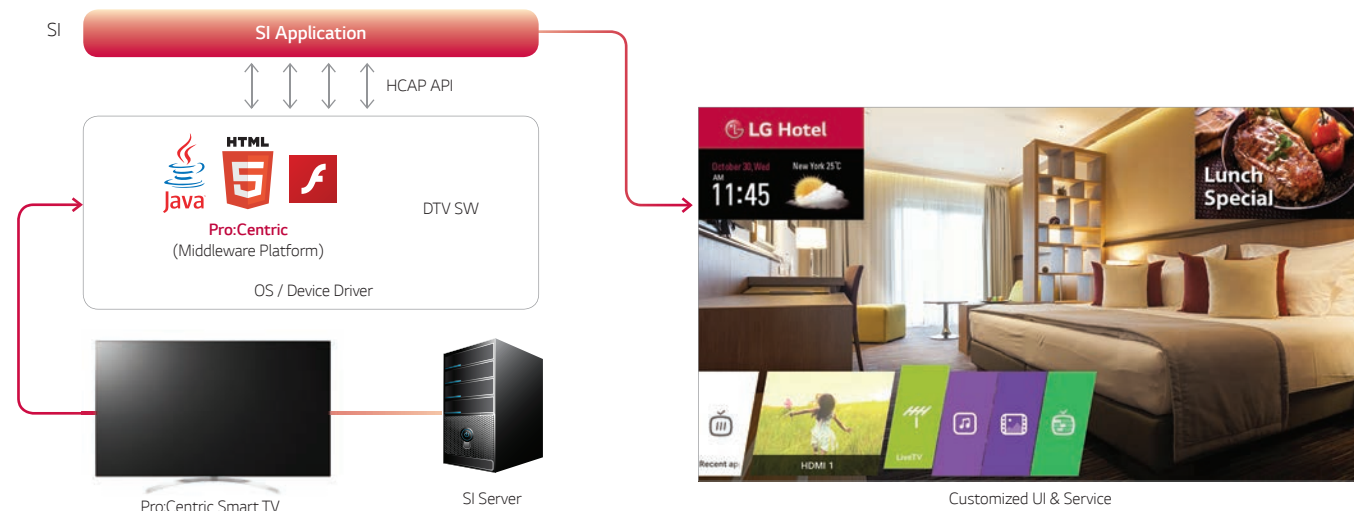 SI
SI Application
HCAP API
HTML
Java
Pro:Centric
(Middleware Platform)
DTV SW
OS / Device Driver
Pro:Centric Smart TV
SI Server
LG Hotel
October 30,Wed
AM
11:45
New York 25℃
Lunch
Special
Recent ap
HDMI 1
LiveTV
Customized UI & Service